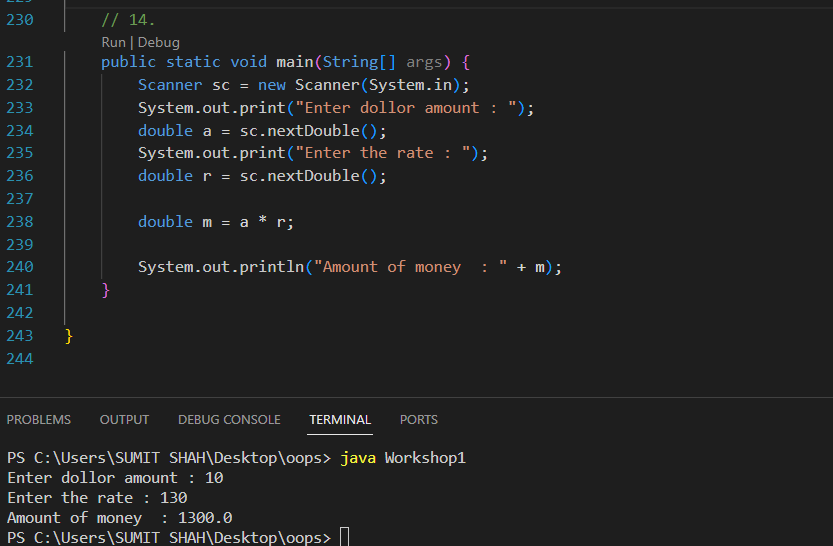 230 // 14.
Run | Debug
231 public static void main(String[] args) {
232 Scanner sc = new Scanner(System.in);
233 System.out.print("Enter dollor amount : ");
234 double a = sc.nextDouble();
235 System.out.print("Enter the rate : ");
236 double r = sc.nextDouble();
237
238 double m = a * r;
239
240 System.out.println("Amount of money  : " + m);
241 }
242
243 }
244
PROBLEMS OUTPUT DEBUG CONSOLE TERMINAL PORTS
PS C:\Users\SUMIT SHAH\Desktop\oops> java Workshop1
Enter dollor amount : 10
Enter the rate : 130
Amount of money  : 1300.0
PS C:\Users\SUMIT SHAH\Desktop\oops>